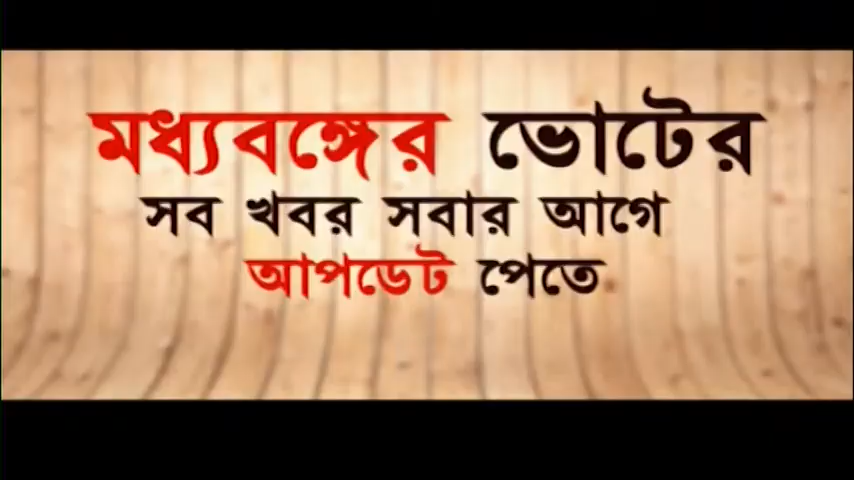 মধ্যবঙ্গের ভোটের
সব খবর সবার আগে
আপডেট পেতে